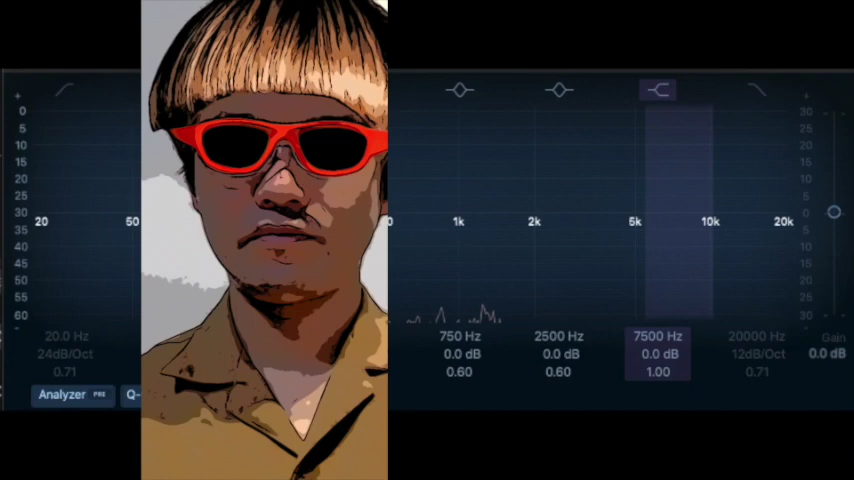 +
+
0
30
5
25
10
20
15
15
20
10
25
5
30
20
50
0
1k
2k
5k
10k
20k
0
35
5
40
10
45
15
50
20
55
25
60
30
-
-
20.0 Hz
750 Hz
2500 Hz
7500 Hz
20000 Hz
Gain
24dB/Oct
0.0 dB
0.0 dB
0.0 dB
12dB/Oct
0.0 dB
0.71
0.60
0.60
1.00
0.71
Analyzer PRE
Q-